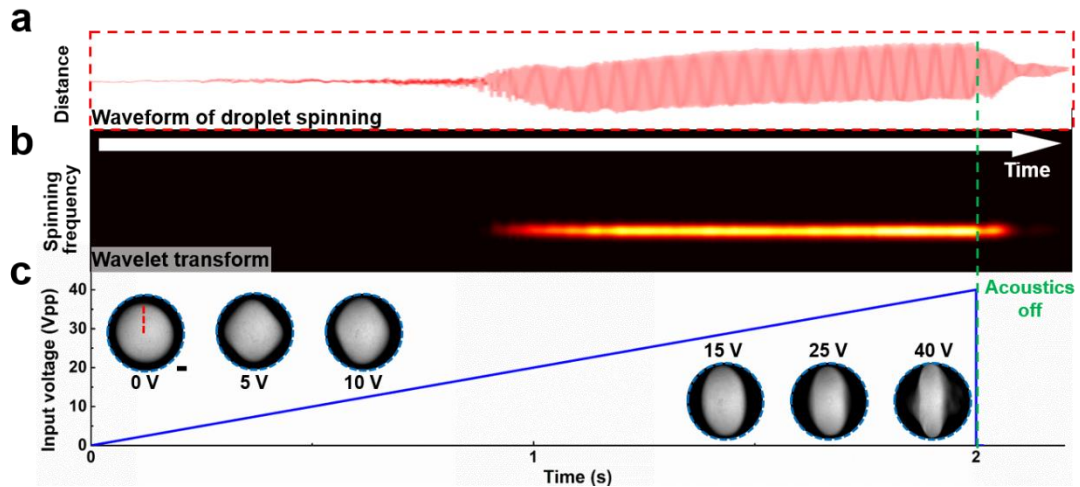 a
Distance
Waveform of droplet spinning
b
Time
Spinning
frequency
Wavelet transform
c
Input voltage (Vpp)
40
30
20
10
0
0 V
5 V
10 V
15 V
25 V
40 V
Acoustics
off
0
1
2
Time (s)